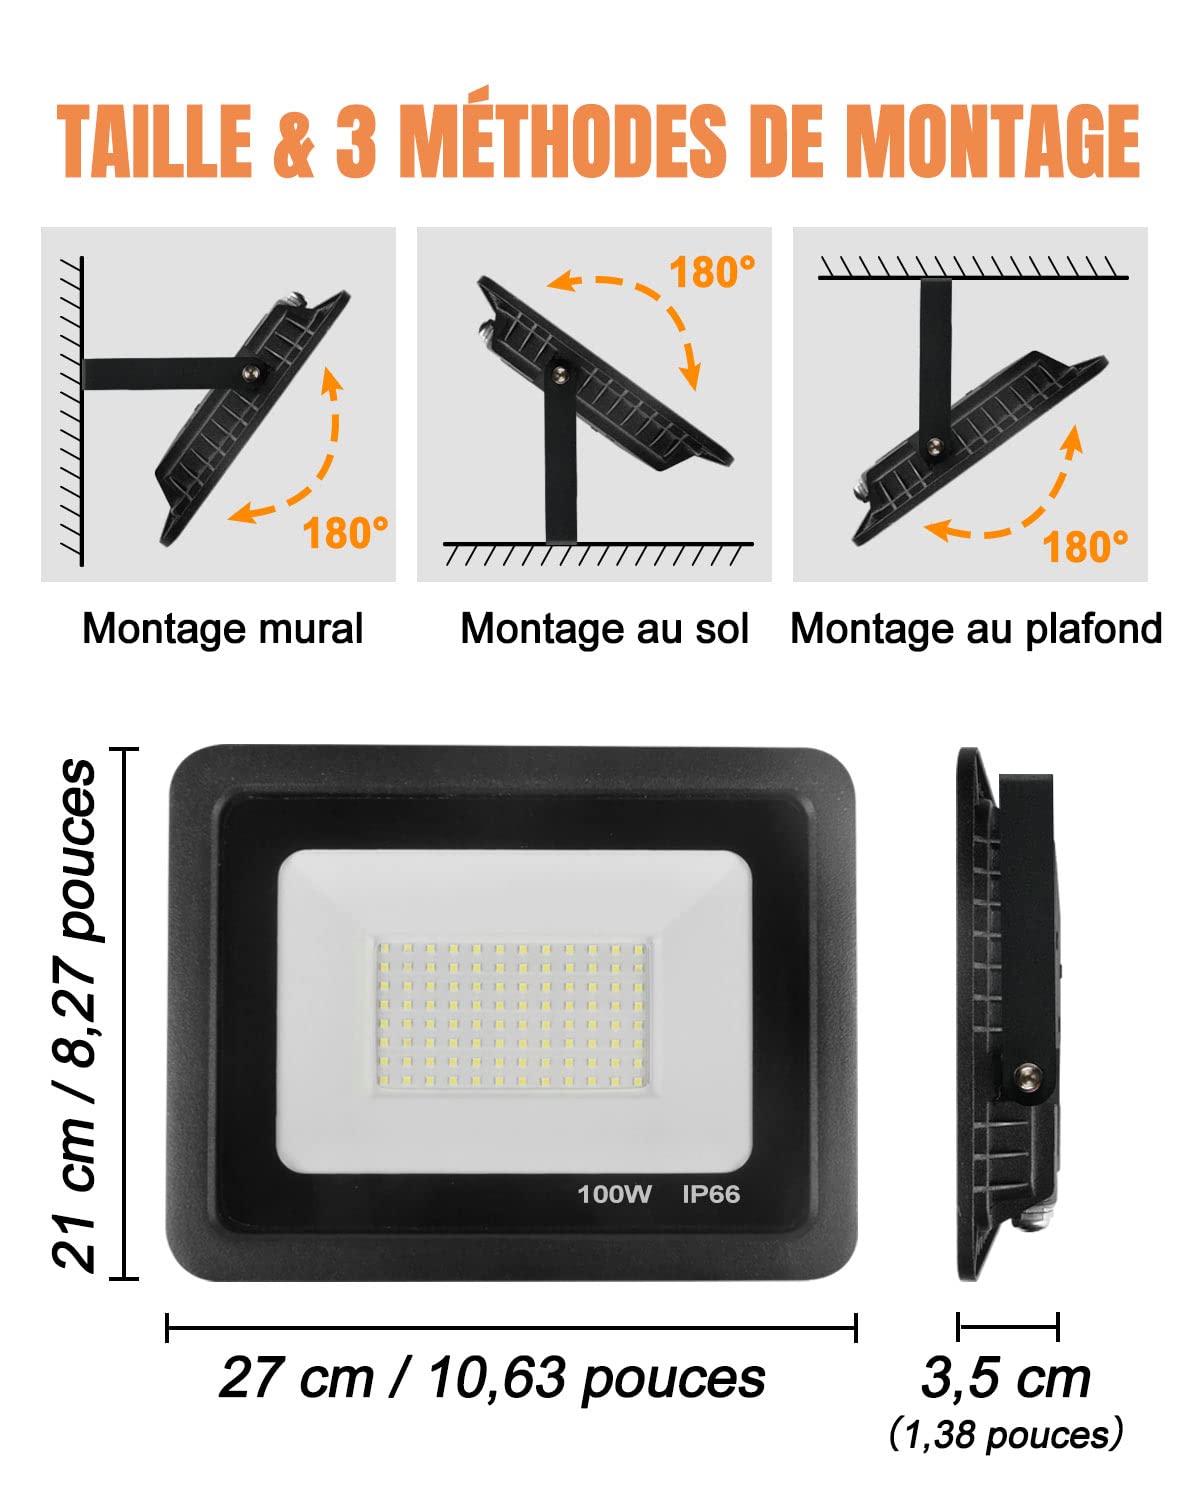 TAILLE & 3 MÉTHODES DE MONTAGE
180°
180°
180°
Montage mural
Montage au sol
Montage au plafond
21 cm / 8,27 pouces
100W IP66
27 cm / 10,63 pouces
3,5 cm
(1,38 pouces)